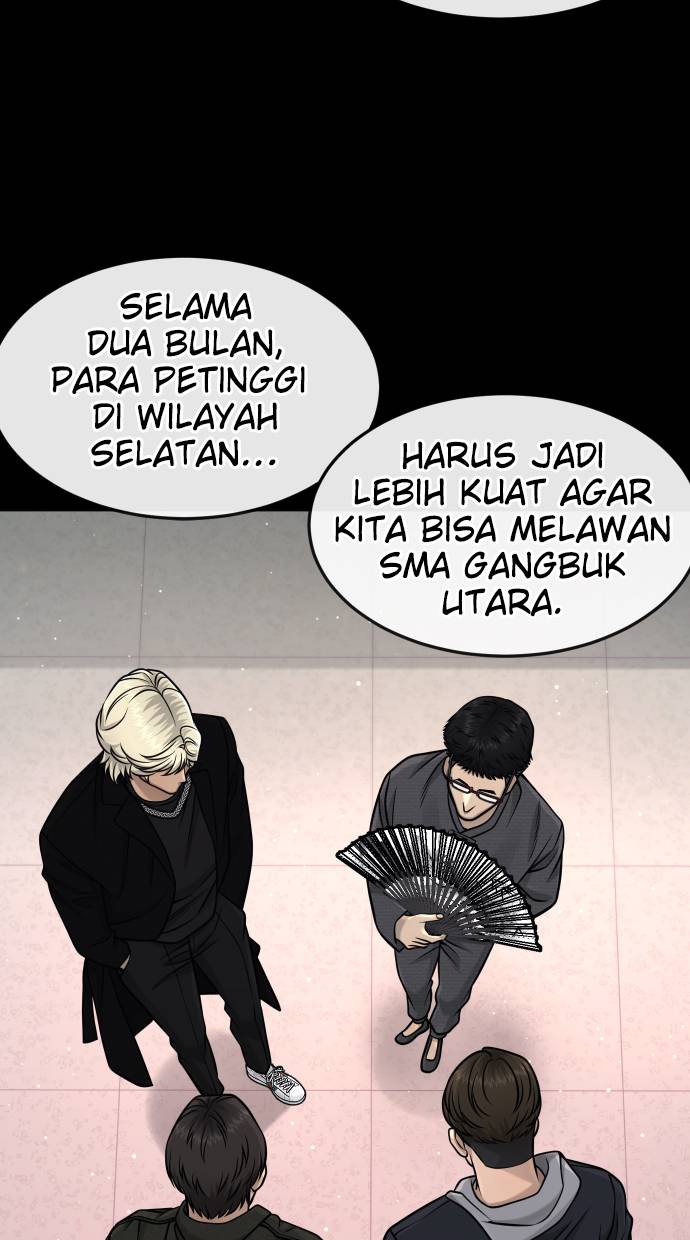 SELAMA
DUA BULAN,
PARA PETINGGI
DI WILAYAH
SELATAN...
HARUS JADI
LEBIH KUAT AGAR
KITA BISA MELAWAN
SMA GANGBUK
UTARA.